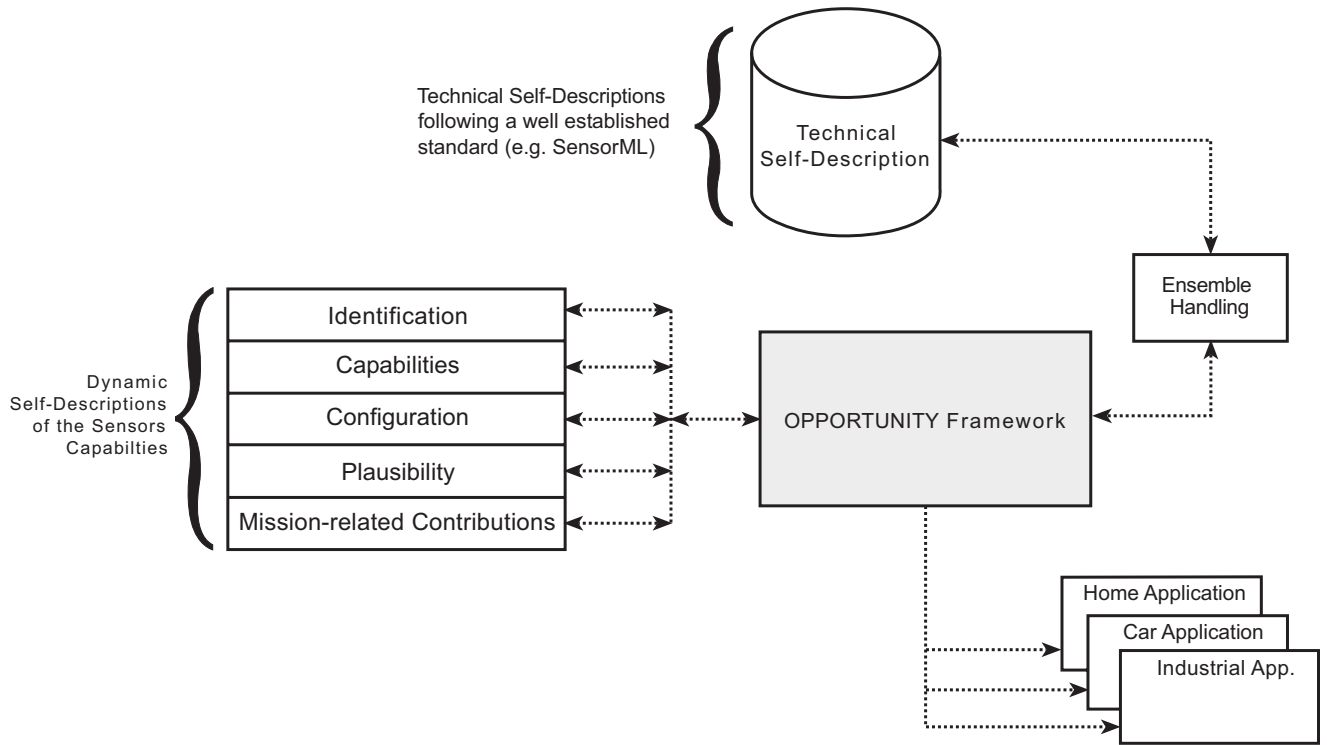 Technical Self-Descriptions
following a well established
standard (e.g. SensorML)
Technical
Self-Description
Ensemble
Handling
Dynamic
Self-Descriptions
of the Sensors
Capabilties
Identification
Capabilities
Configuration
Plausibility
Mission-related Contributions
OPPORTUNITY Framework
Home Application
Car Application
Industrial App.